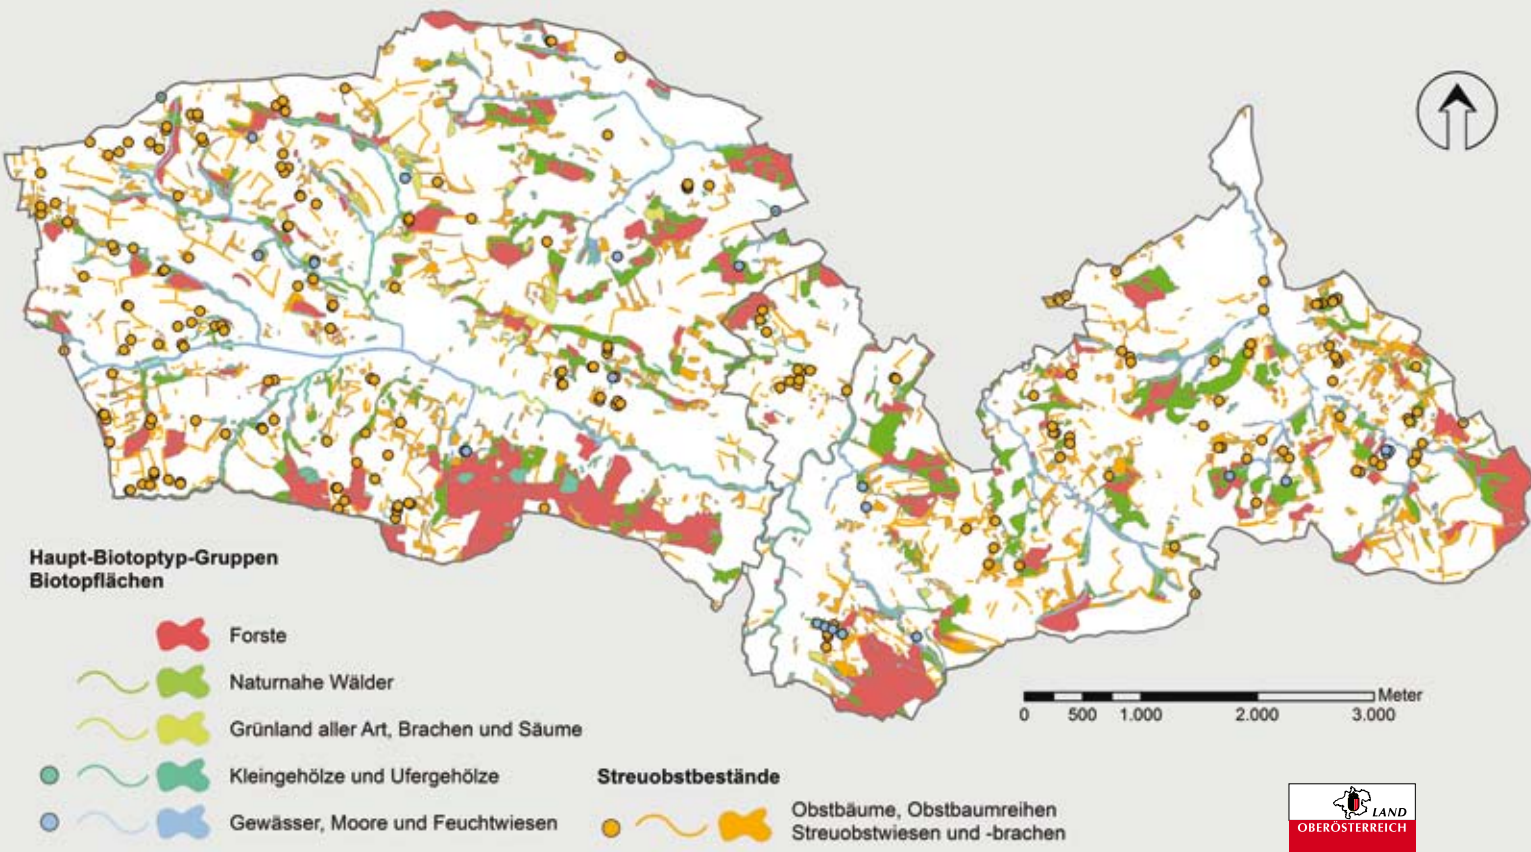 Haupt-Biotoptyp-Gruppen
Biotopflächen
Forste
Naturnahe Wälder
Grünland aller Art, Brachen und Säume
Kleingehölze und Ufergehölze
Gewässer, Moore und Feuchtwiesen
Streuobstbestände
Obstbäume, Obstbaumreihen
Streuobstwiesen und -brachen
Meter
0 500 1.000 2.000 3.000
LAND
OBERÖSTERREICH